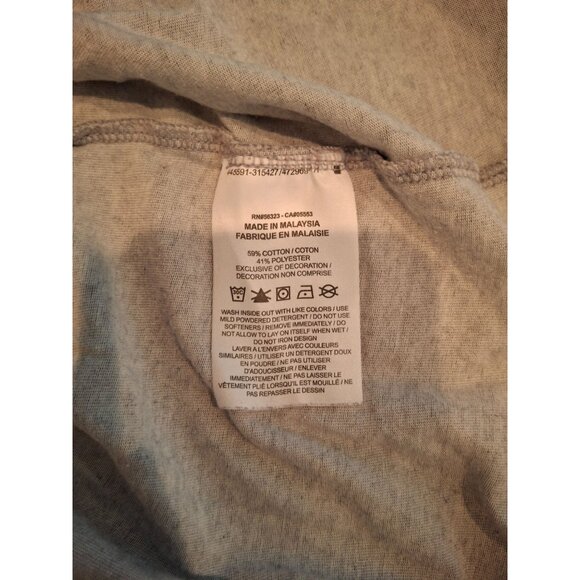 RN#56323 - CA#05553
MADE IN MALAYSIA
FABRIQUE EN MALAISIE
59% COTTON / COTON
41% POLYESTER
EXCLUSIVE OF DECORATION /
DECORATION NON COMPRISE
WASH INSIDE OUT WITH LIKE COLORS / USE
MILD POWDERED DETERGENT / DO NOT USE
SOFTENERS / REMOVE IMMEDIATELY / DO
NOT ALLOW TO LAY ON ITSELF WHEN WET /
DO NOT IRON DESIGN
LAVER A L'ENVERS AVEC COULEURS
SIMILAIRES / UTILISER UN DETERGENT DOUX
EN POUDRE / NE PAS UTILISER
D'ADOUCISSEUR / ENLEVER
IMMEDIATEMENT / NE PAS LAISSER LE
VÊTEMENT PLIÉ LORSQU'IL EST MOUILLÉ / NE
PAS REPASSER LE DESSIN